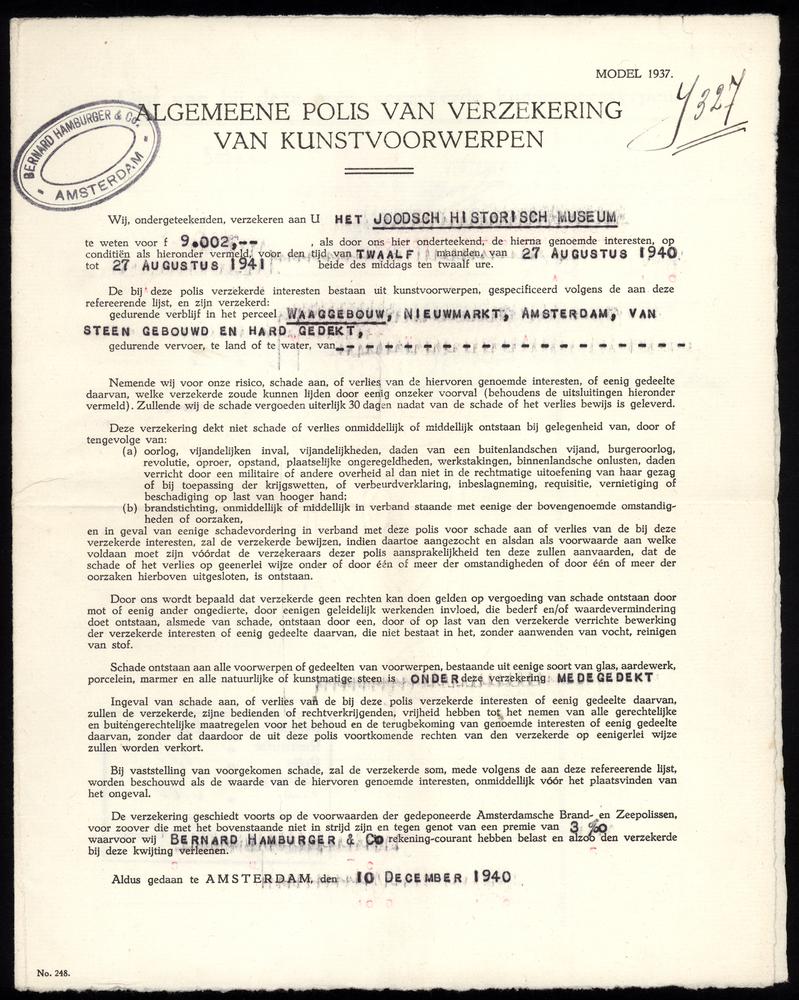 MODEL 1937.
7327
ALGEMEENE POLIS VAN VERZEKERING
VAN KUNSTVOORWERPEN
BERNARD HAMBURGER & Co.
AMSTERDAM
Wij, ondergeteekenden, verzekeren aan U HET JOODSCH HISTORISCH MUSEUM
te weten voor f 9.002,-- , als door ons hier onderteekend, de hierna genoemde interesten, op
conditiën als hieronder vermeld, voor den tijd van TWAALF maanden, van 27 AUGUSTUS 1940
tot 27 AUGUSTUS 1941 beide des middags ten twaalf ure.
De bij deze polis verzekerde interesten bestaan uit kunstvoorwerpen, gespecificeerd volgens de aan deze
refereerende lijst, en zijn verzekerd:
gedurende verblijf in het perceel WAAGGEBOUW, NIEUWMARKT, AMSTERDAM, VAN
STEEN GEBOUWD EN HARD GEDEKT,
gedurende vervoer, te land of te water, van - - - - - - - - - - - - - - - - - - - -
Nemende wij voor onze risico, schade aan, of verlies van de hiervoren genoemde interesten, of eenig gedeelte
daarvan, welke verzekerde zoude kunnen lijden door eenig onzeker voorval (behoudens de uitsluitingen hieronder
vermeld). Zullende wij de schade vergoeden uiterlijk 30 dagen nadat van de schade of het verlies bewijs is geleverd.
Deze verzekering dekt niet schade of verlies onmiddellijk of middellijk ontstaan bij gelegenheid van, door of
tengevolge van:
(a) oorlog, vijandelijken inval, vijandelijkheden, daden van een buitenlandschen vijand, burgeroorlog,
revolutie, oproer, opstand, plaatselijke ongeregeldheden, werkstakingen, binnenlandsche onlusten, daden
verricht door een militaire of andere overheid al dan niet in de rechtmatige uitoefening van haar gezag
of bij toepassing der krijgswetten, of verbeurdverklaring, inbeslagneming, requisitie, vernietiging of
beschadiging op last van hooger hand;
(b) brandstichting, onmiddellijk of middellijk in verband staande met eenige der bovengenoemde omstandig-
heden of oorzaken,
en in geval van eenige schadevordering in verband met deze polis voor schade aan of verlies van de bij deze
verzekerde interesten, zal de verzekerde bewijzen, indien daartoe aangezocht en alsdan als voorwaarde aan welke
voldaan moet zijn vóórdat de verzekeraars dezer polis aansprakelijkheid ten deze zullen aanvaarden, dat de
schade of het verlies op geenerlei wijze onder of door één of meer der omstandigheden of door één of meer der
oorzaken hierboven uitgesloten, is ontstaan.
Door ons wordt bepaald dat verzekerde geen rechten kan doen gelden op vergoeding van schade ontstaan door
mot of eenig ander ongedierte, door eenigen geleidelijk werkenden invloed, die bederf en/of waardevermindering
doet ontstaan, alsmede van schade, ontstaan door een, door of op last van den verzekerde verrichte bewerking
der verzekerde interesten of eenig gedeelte daarvan, die niet bestaat in het, zonder aanwenden van vocht, reinigen
van stof.
Schade ontstaan aan alle voorwerpen of gedeelten van voorwerpen, bestaande uit eenige soort van glas, aardewerk,
porcelein, marmer en alle natuurlijke of kunstmatige steen is ONDER deze verzekering MEDEGEDEKT
Ingeval van schade aan, of verlies van de bij deze polis verzekerde interesten of eenig gedeelte daarvan,
zullen de verzekerde, zijne bedienden of rechtverkrijgenden, vrijheid hebben tot het nemen van alle gerechtelijke
en buitengerechtelijke maatregelen voor het behoud en de terugbekoming van genoemde interesten of eenig gedeelte
daarvan, zonder dat daardoor de uit deze polis voortkomende rechten van den verzekerde op eenigerlei wijze
zullen worden verkort.
Bij vaststelling van voorgekomen schade, zal de verzekerde som, mede volgens de aan deze refereerende lijst,
worden beschouwd als de waarde van de hiervoren genoemde interesten, onmiddellijk vóór het plaatsvinden van
het ongeval.
De verzekering geschiedt voorts op de voorwaarden der gedeponeerde Amsterdamsche Brand- en Zeepolissen,
voor zoover die met het bovenstaande niet in strijd zijn en tegen genot van een premie van 3 ‰
waarvoor wij BERNARD HAMBURGER & Co rekening-courant hebben belast en alzoo den verzekerde
bij deze kwijting verleenen.
Aldus gedaan te AMSTERDAM, den 10 DECEMBER 1940
No. 248.